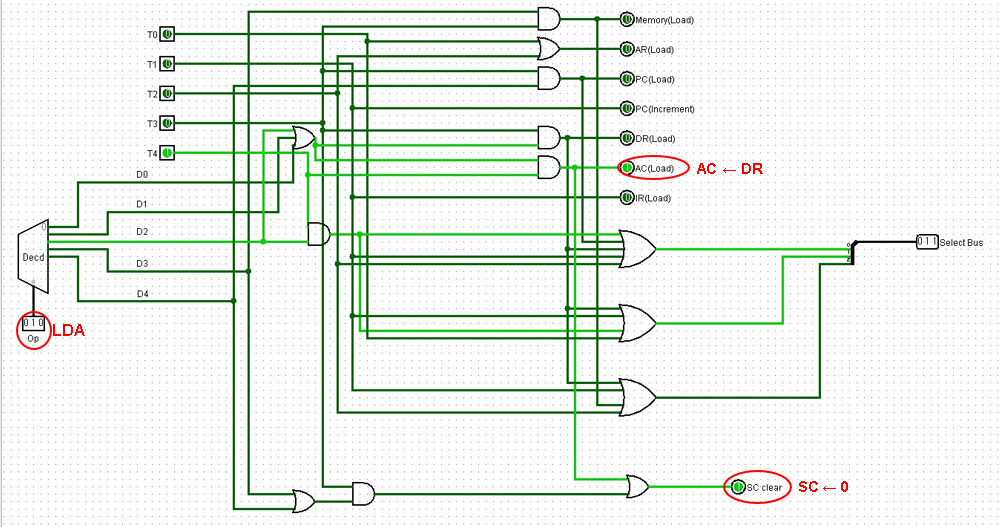 Memory(Load)
T0
AR(Load)
T1
PC(Load)
T2
PC(Increment)
T3
DR(Load)
T4
AC(Load) AC ← DR
D0
IR(Load)
D1
D2
0 1 1 Select Bus
Decd
D3
D4
0 1 0 LDA
Op
SC clear SC ← 0